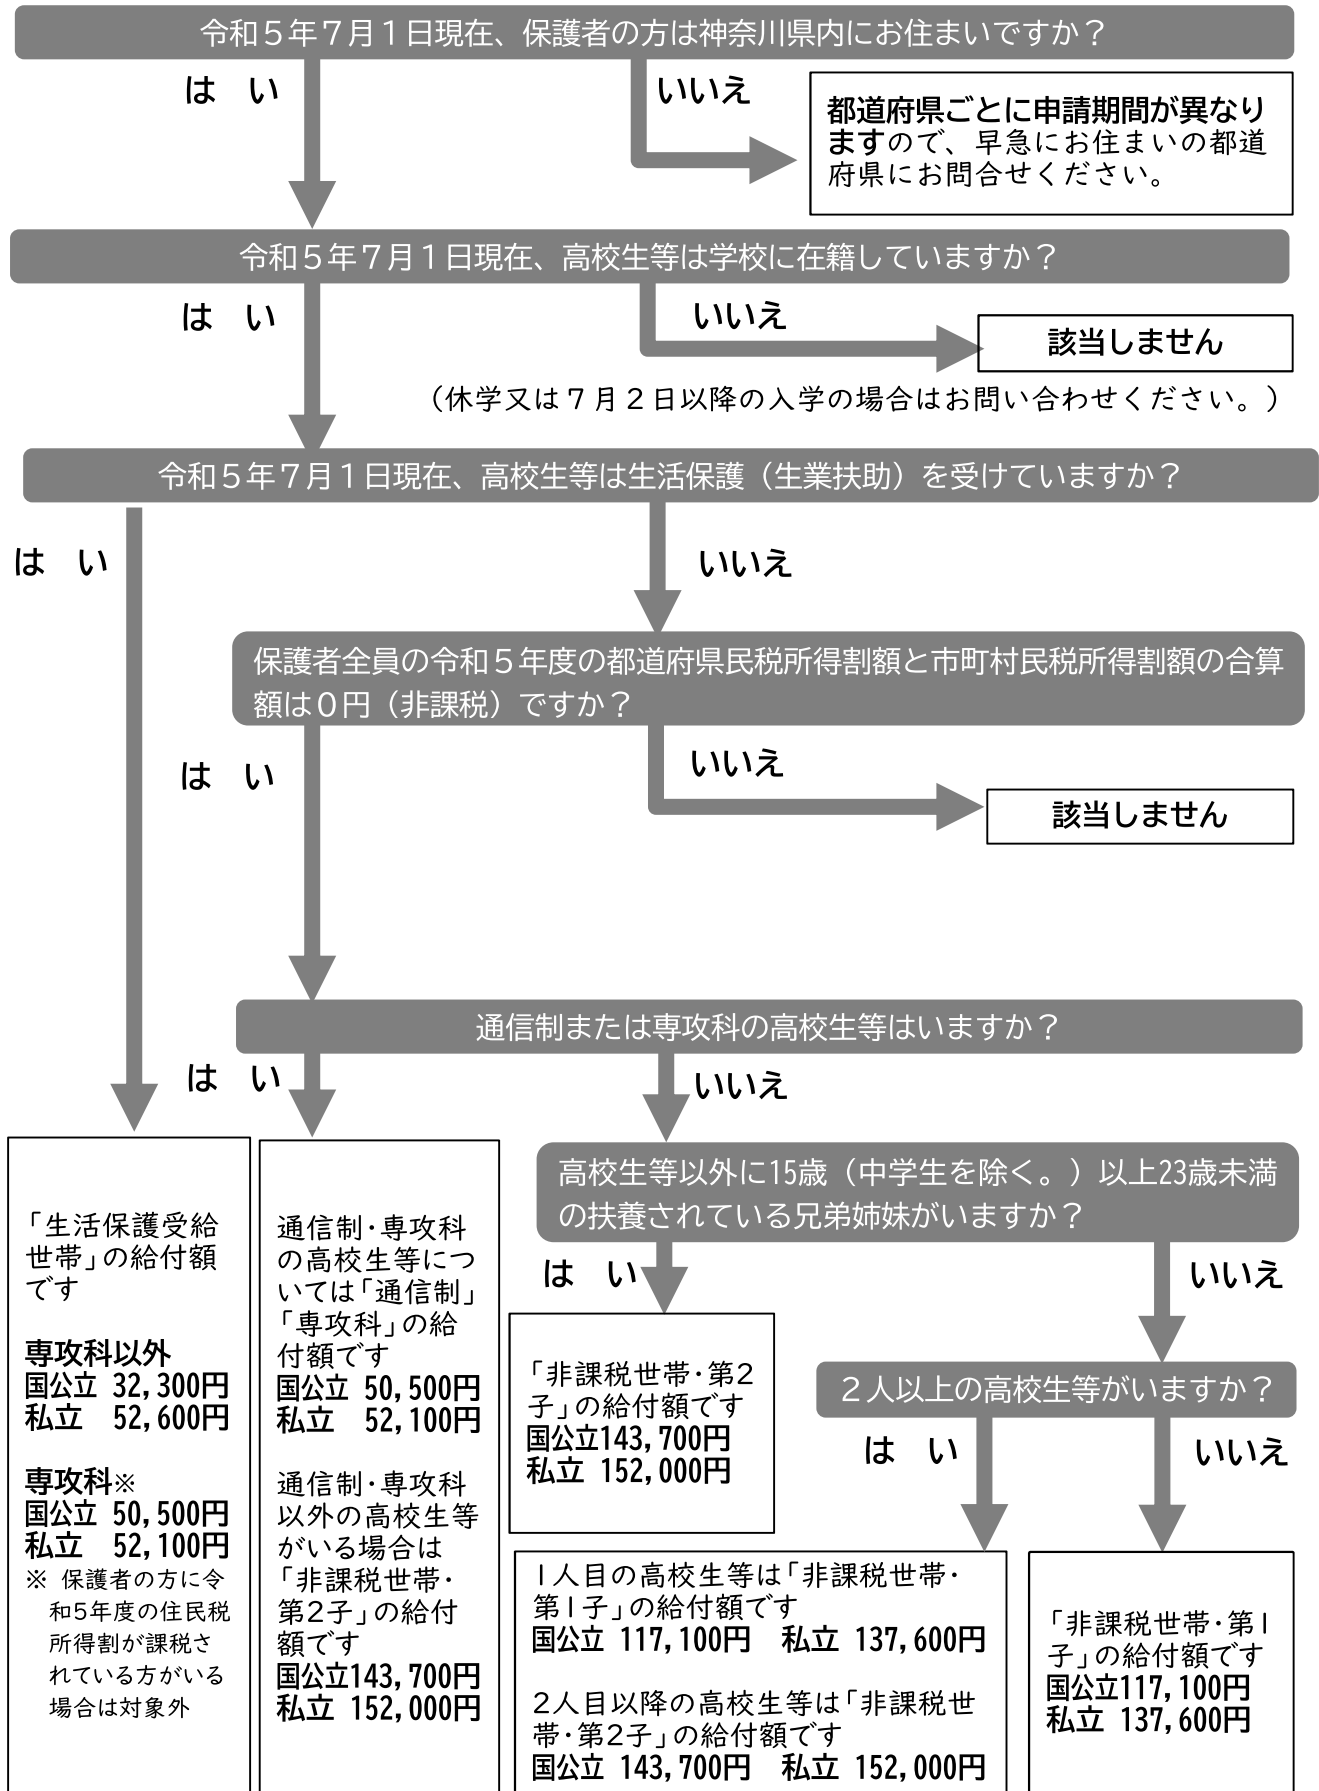 令和５年７月１日現在、保護者の方は神奈川県内にお住まいですか？
は　い
いいえ
都道府県ごとに申請期間が異なり
ますので、早急にお住まいの都道
府県にお問合せください。
令和５年７月１日現在、高校生等は学校に在籍していますか？
は　い
いいえ
該当しません
（休学又は７月２日以降の入学の場合はお問い合わせください。）
令和５年７月１日現在、高校生等は生活保護（生業扶助）を受けていますか？
は　い
いいえ
保護者全員の令和５年度の都道府県民税所得割額と市町村民税所得割額の合算
額は０円（非課税）ですか？
は　い
いいえ
該当しません
通信制または専攻科の高校生等はいますか？
は　い
いいえ
「生活保護受給
世帯」の給付額
です
専攻科以外
国公立 32,300円
私立　52,600円
専攻科※
国公立 50,500円
私立　52,100円
※ 保護者の方に令
和5年度の住民税
所得割が課税さ
れている方がいる
場合は対象外
通信制・専攻科
の高校生等につ
いては「通信制」
「専攻科」の給
付額です
国公立 50,500円
私立　52,100円
通信制・専攻科
以外の高校生等
がいる場合は
「非課税世帯・
第2子」の給付
額です
国公立143,700円
私立 152,000円
高校生等以外に15歳（中学生を除く。）以上23歳未満
の扶養されている兄弟姉妹がいますか？
は　い
いいえ
「非課税世帯・第2
子」の給付額です
国公立143,700円
私立 152,000円
２人以上の高校生等がいますか？
は　い
いいえ
1人目の高校生等は「非課税世帯・
第1子」の給付額です
国公立 117,100円　私立 137,600円
2人目以降の高校生等は「非課税世
帯・第2子」の給付額です
国公立 143,700円　私立 152,000円
「非課税世帯・第1
子」の給付額です
国公立117,100円
私立 137,600円